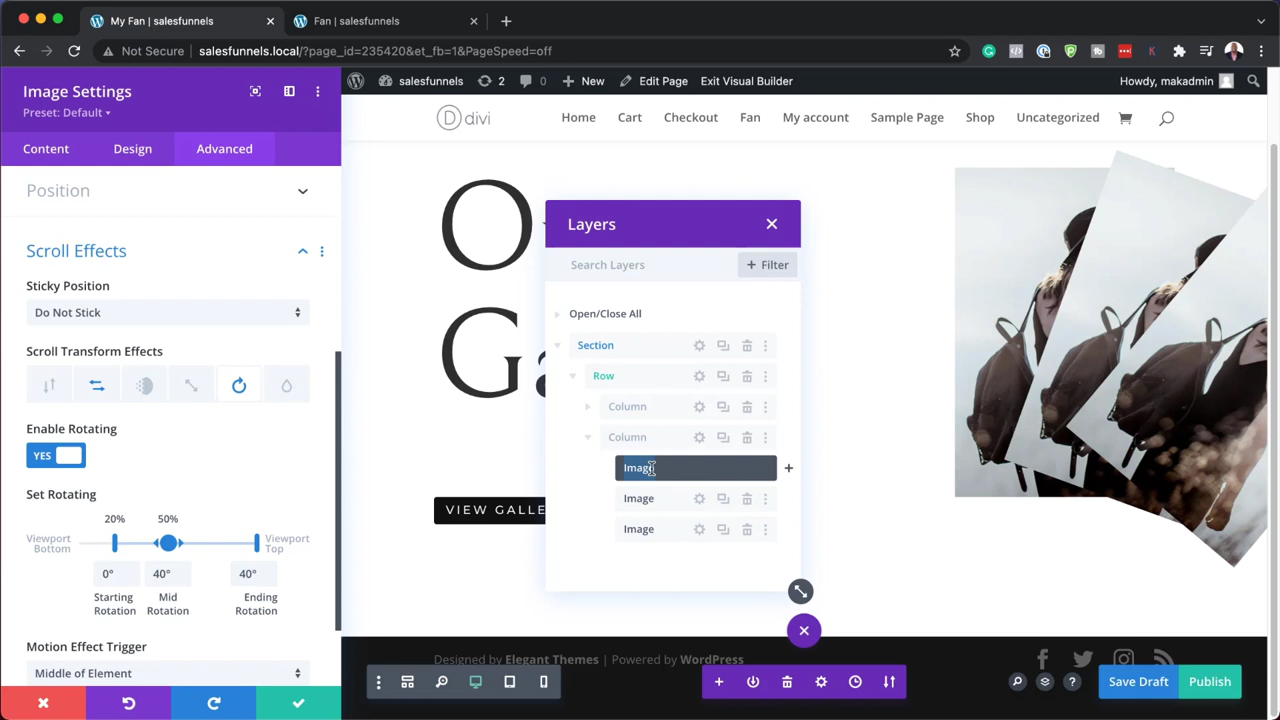 My Fan | salesfunnels
Fan | salesfunnels
Not Secure
salesfunnels.local/?page_id=235420&et_fb=1&PageSpeed=off
Image Settings
Preset: Default
Content
Design
Advanced
Position
Scroll Effects
Sticky Position
Do Not Stick
Scroll Transform Effects
Enable Rotating
YES
Set Rotating
20%
50%
Viewport
Bottom
Viewport
Top
0°
40°
40°
Starting
Rotation
Mid
Rotation
Ending
Rotation
Motion Effect Trigger
Middle of Element
salesfunnels
2
0
New
Edit Page
Exit Visual Builder
Howdy, makadmin
D divi
Home
Cart
Checkout
Fan
My account
Sample Page
Shop
Uncategorized
O
Ga
VIEW GALLE
Layers
Search Layers
+ Filter
Open/Close All
Section
Row
Column
Column
Image
Image
Image
Designed by Elegant Themes | Powered by WordPress
Save Draft
Publish